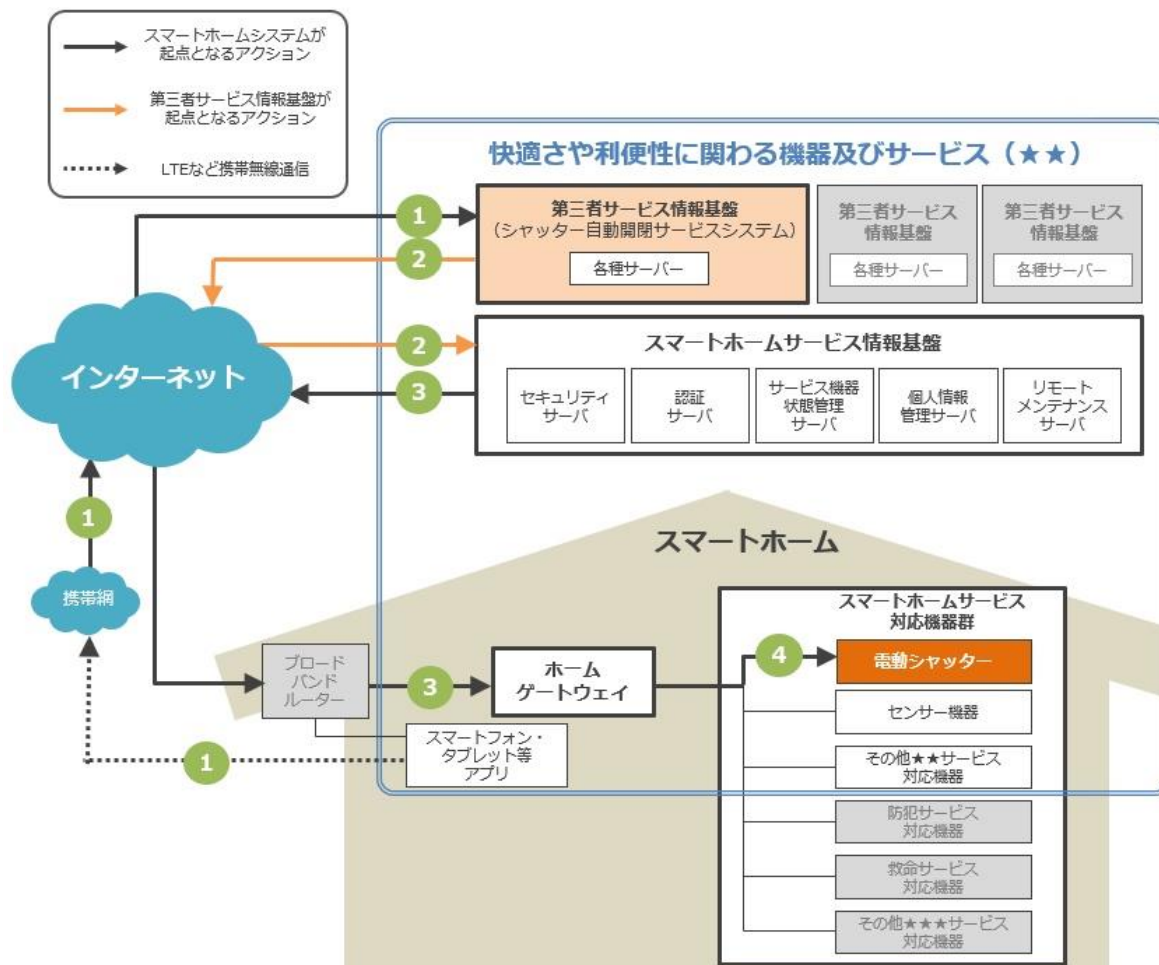 スマートホームシステムが
起点となるアクション
第三者サービス情報基盤が
起点となるアクション
LTEなど携帯無線通信
快適さや利便性に関わる機器及びサービス（★★）
1
第三者サービス情報基盤
（シャッター自動開閉サービスシステム）
各種サーバー
第三者サービス
情報基盤
各種サーバー
第三者サービス
情報基盤
各種サーバー
2
インターネット
2
3
スマートホームサービス情報基盤
セキュリティ
サーバ
認証
サーバ
サービス機器
状態管理
サーバ
個人情報
管理サーバ
リモート
メンテナンス
サーバ
1
携帯網
スマートホーム
ブロード
バンド
ルーター
3
ホーム
ゲートウェイ
スマートフォン・
タブレット等
アプリ
1
スマートホームサービス
対応機器群
4
電動シャッター
センサー機器
その他★★サービス
対応機器
防犯サービス
対応機器
救命サービス
対応機器
その他★★★サービス
対応機器